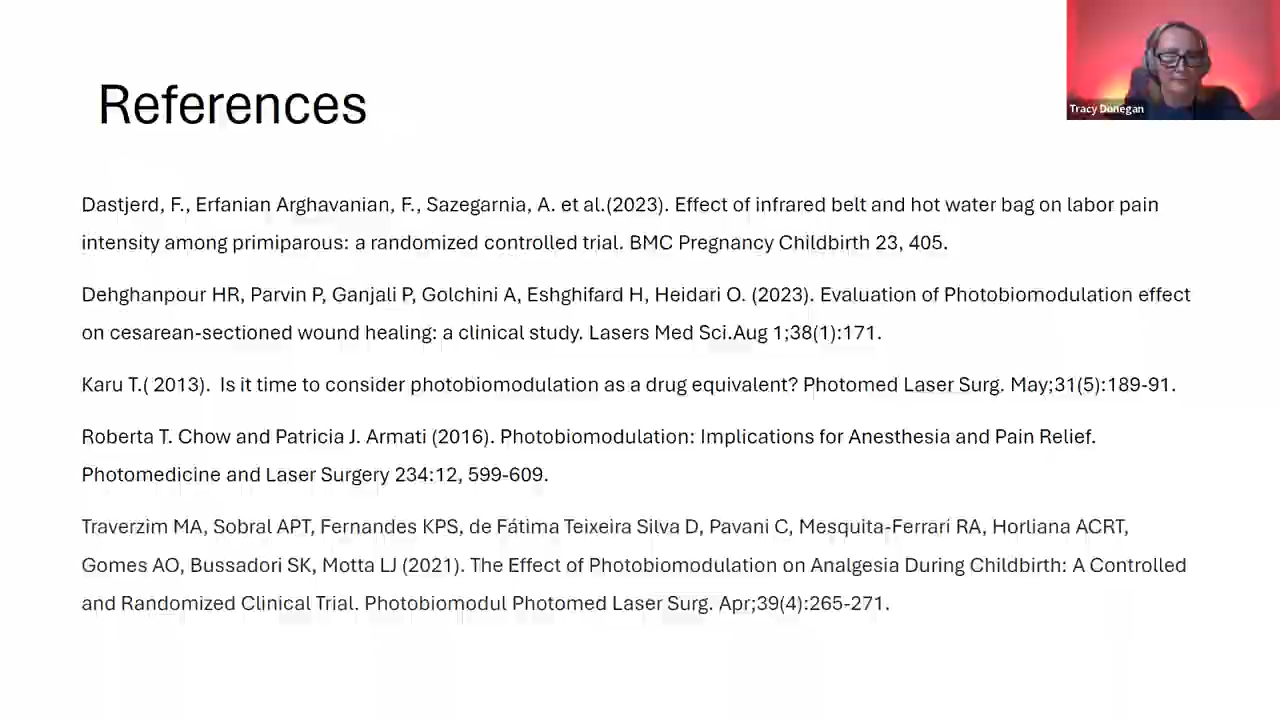 References
Tracy Donegan
Dastjerd, F., Erfanian Arghavanian, F., Sazegarnia, A. et al.(2023). Effect of infrared belt and hot water bag on labor pain
intensity among primiparous: a randomized controlled trial. BMC Pregnancy Childbirth 23, 405.
Dehghanpour HR, Parvin P, Ganjali P, Golchini A, Eshghifard H, Heidari O. (2023). Evaluation of Photobiomodulation effect
on cesarean-sectioned wound healing: a clinical study. Lasers Med Sci.Aug 1;38(1):171.
Karu T.( 2013).  Is it time to consider photobiomodulation as a drug equivalent? Photomed Laser Surg. May;31(5):189-91.
Roberta T. Chow and Patricia J. Armati (2016). Photobiomodulation: Implications for Anesthesia and Pain Relief.
Photomedicine and Laser Surgery 234:12, 599-609.
Traverzim MA, Sobral APT, Fernandes KPS, de Fátima Teixeira Silva D, Pavani C, Mesquita-Ferrari RA, Horliana ACRT,
Gomes AO, Bussadori SK, Motta LJ (2021). The Effect of Photobiomodulation on Analgesia During Childbirth: A Controlled
and Randomized Clinical Trial. Photobiomodul Photomed Laser Surg. Apr;39(4):265-271.